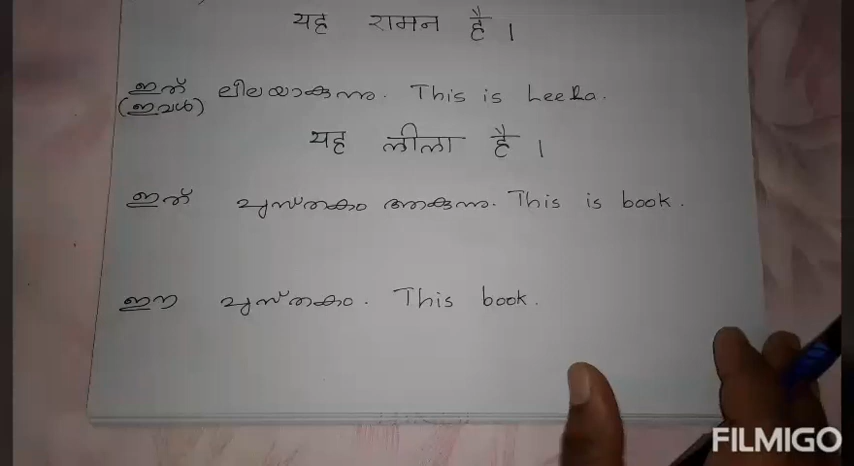 यह रामन है ।
ഇത് ലീലയാകുന്നു. This is Leela.
(ഇവൾ)
यह लीला है ।
ഇത് പുസ്തകം ആകുന്നു. This is book.
ഈ പുസ്തകം. This book.
FILMIGO